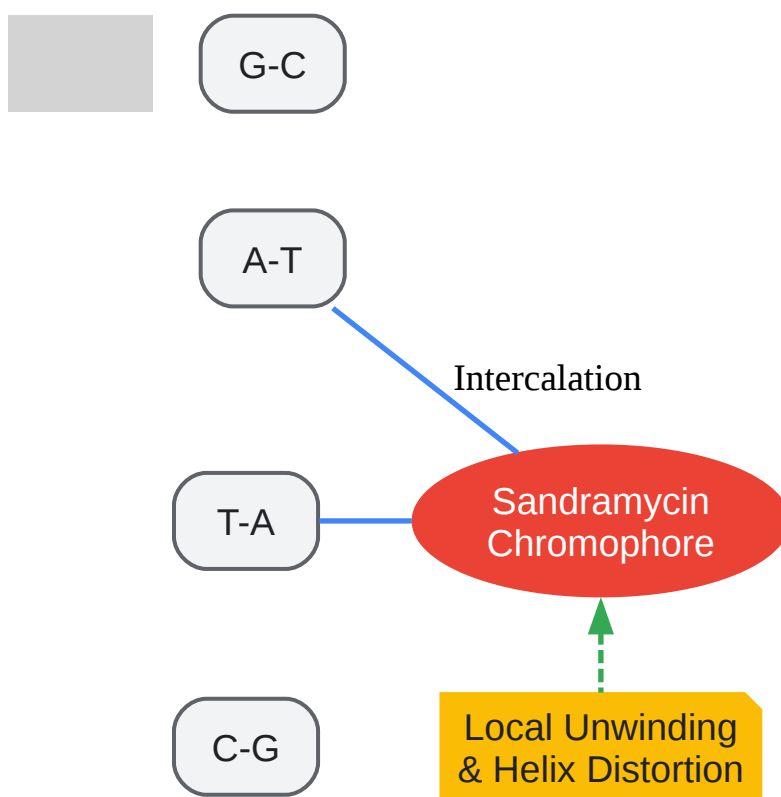 G-C
A-T
Intercalation
Sandramycin
Chromophore
T-A
C-G
Local Unwinding
& Helix Distortion